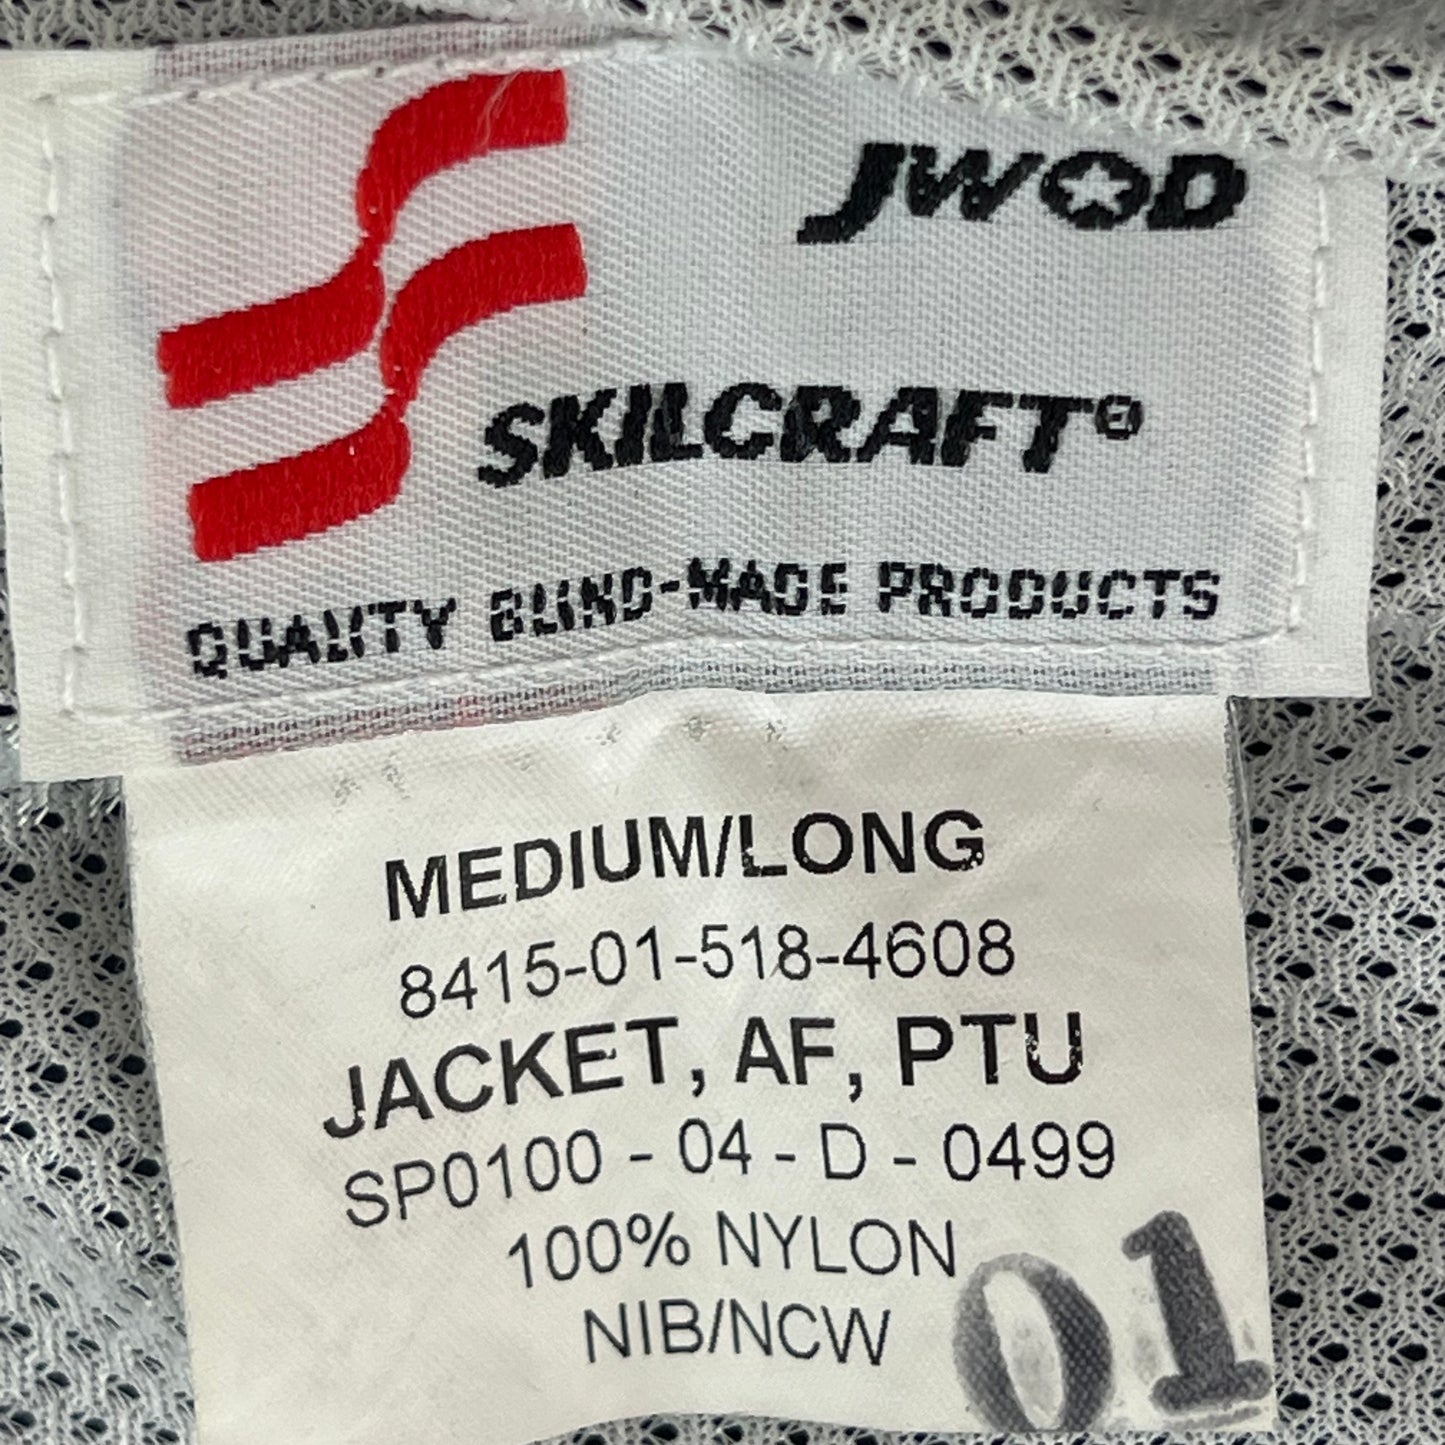 JWOD
SKILCRAFT®
QUALITY BLIND-MADE PRODUCTS
MEDIUM/LONG
8415-01-518-4608
JACKET, AF, PTU
SP0100 - 04 - D - 0499
100% NYLON
NIB/NCW
01